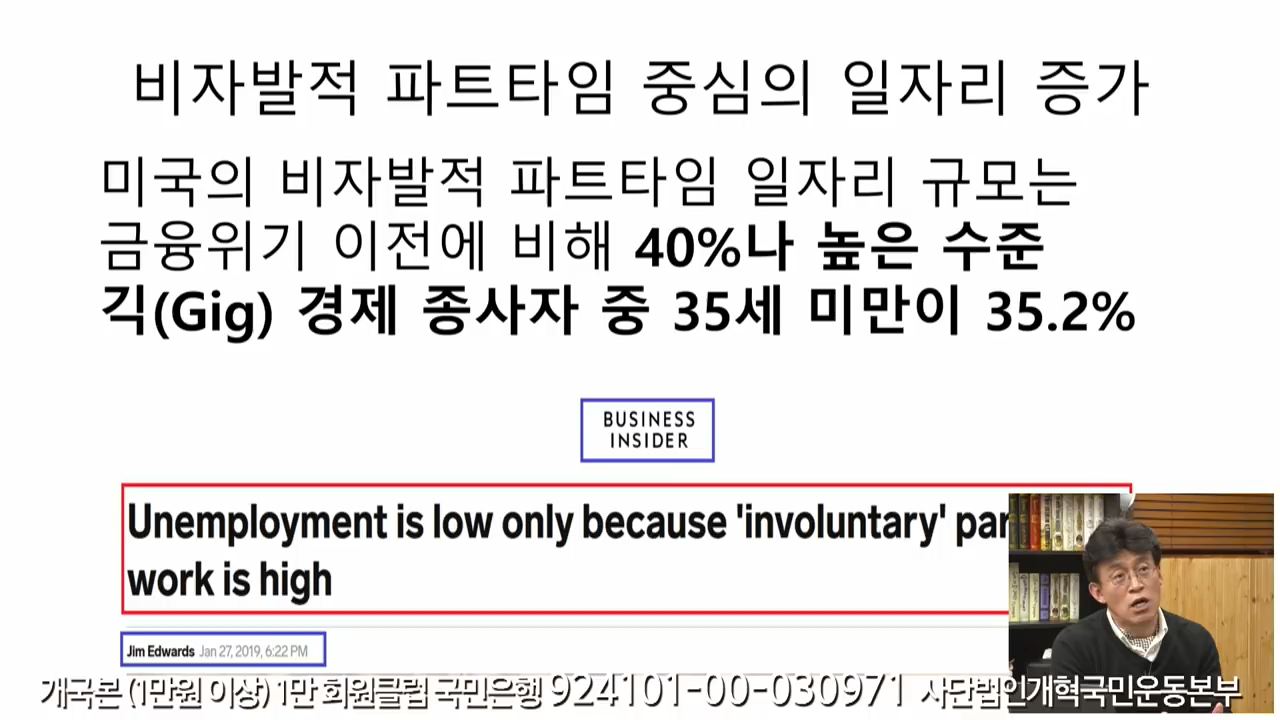 비자발적 파트타임 중심의 일자리 증가
미국의 비자발적 파트타임 일자리 규모는
금융위기 이전에 비해 40%나 높은 수준
긱(Gig) 경제 종사자 중 35세 미만이 35.2%
BUSINESS
INSIDER
Unemployment is low only because 'involuntary'
work is high
Jim Edwards Jan 27, 2019, 6:22 PM
개국본 (1만원 이상) 1만 회원클럽 국민은행 924101-00-030971 사단법인개혁국민운동본부